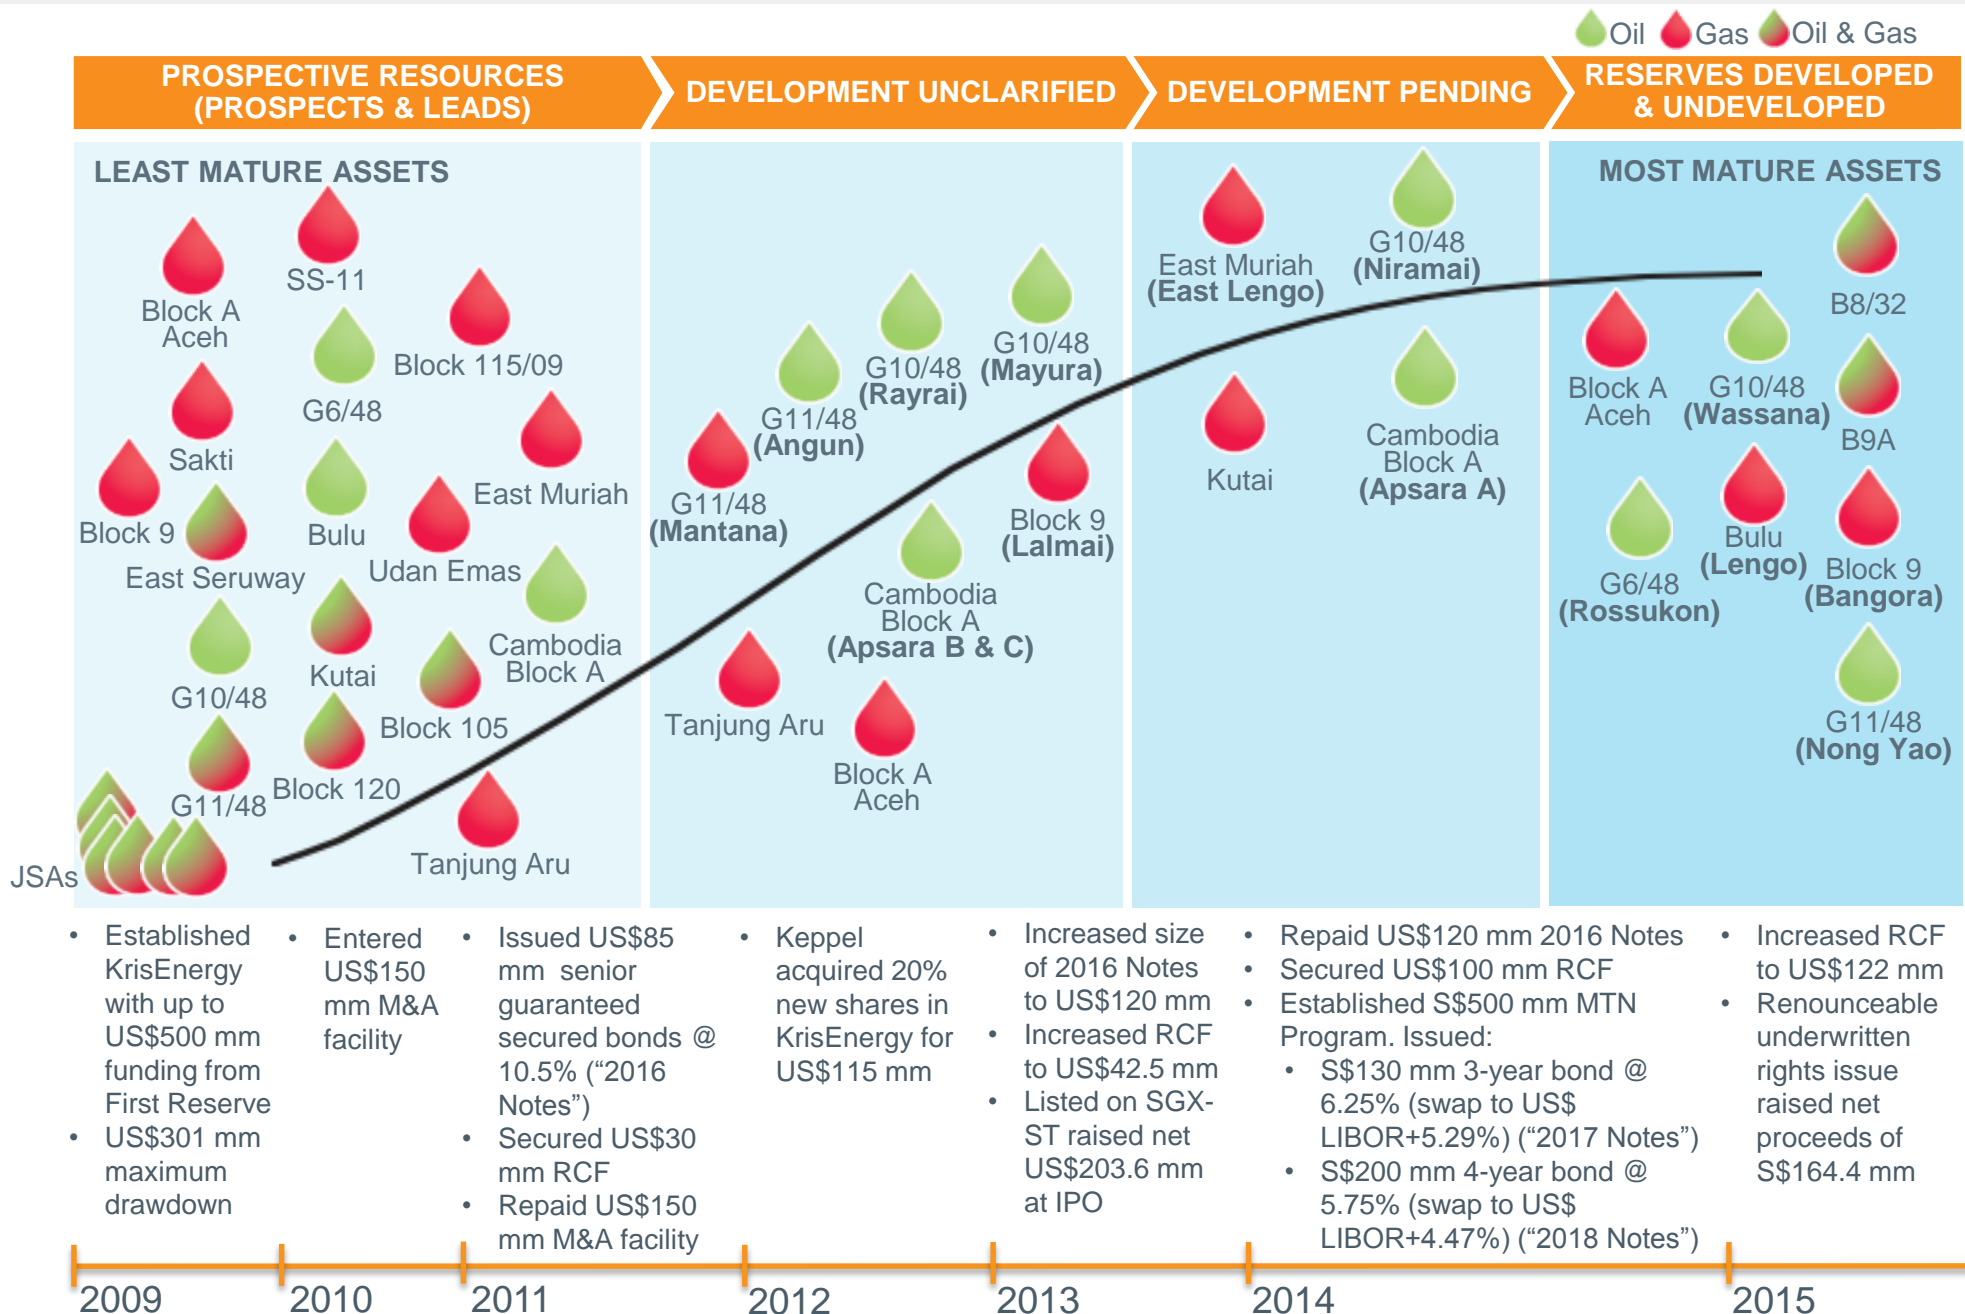 Oil Gas Oil & Gas
PROSPECTIVE RESOURCES
(PROSPECTS & LEADS)
DEVELOPMENT UNCLARIFIED
DEVELOPMENT PENDING
RESERVES DEVELOPED
& UNDEVELOPED
LEAST MATURE ASSETS
SS-11
Block A
Aceh
Block 115/09
G6/48
Sakti
East Muriah
Block 9
Bulu
Udan Emas
East Seruway
Cambodia
Block A
Kutai
G10/48
Block 105
Block 120
G11/48
Tanjung Aru
JSAs
G10/48
(Mayura)
G10/48
(Rayrai)
G11/48
(Angun)
G11/48
(Mantana)
Block 9
(Lalmai)
Cambodia
Block A
(Apsara B & C)
Tanjung Aru
Block A
Aceh
G10/48
(Niramai)
East Muriah
(East Lengo)
Cambodia
Block A
(Apsara A)
Kutai
MOST MATURE ASSETS
B8/32
Block A
Aceh
G10/48
(Wassana)
B9A
Bulu
(Lengo)
Block 9
(Bangora)
G6/48
(Rossukon)
G11/48
(Nong Yao)
• Established
KrisEnergy
with up to
US$500 mm
funding from
First Reserve
• US$301 mm
maximum
drawdown
• Entered
US$150
mm M&A
facility
• Issued US$85
mm senior
guaranteed
secured bonds @
10.5% (“2016
Notes”)
• Secured US$30
mm RCF
• Repaid US$150
mm M&A facility
• Keppel
acquired 20%
new shares in
KrisEnergy for
US$115 mm
• Increased size
of 2016 Notes
to US$120 mm
• Increased RCF
to US$42.5 mm
• Listed on SGX-
ST raised net
US$203.6 mm
at IPO
• Repaid US$120 mm 2016 Notes
• Secured US$100 mm RCF
• Established S$500 mm MTN
Program. Issued:
• S$130 mm 3-year bond @
6.25% (swap to US$
LIBOR+5.29%) (“2017 Notes”)
• S$200 mm 4-year bond @
5.75% (swap to US$
LIBOR+4.47%) (“2018 Notes”)
• Increased RCF
to US$122 mm
• Renounceable
underwritten
rights issue
raised net
proceeds of
S$164.4 mm
2009 2010 2011 2012 2013 2014 2015